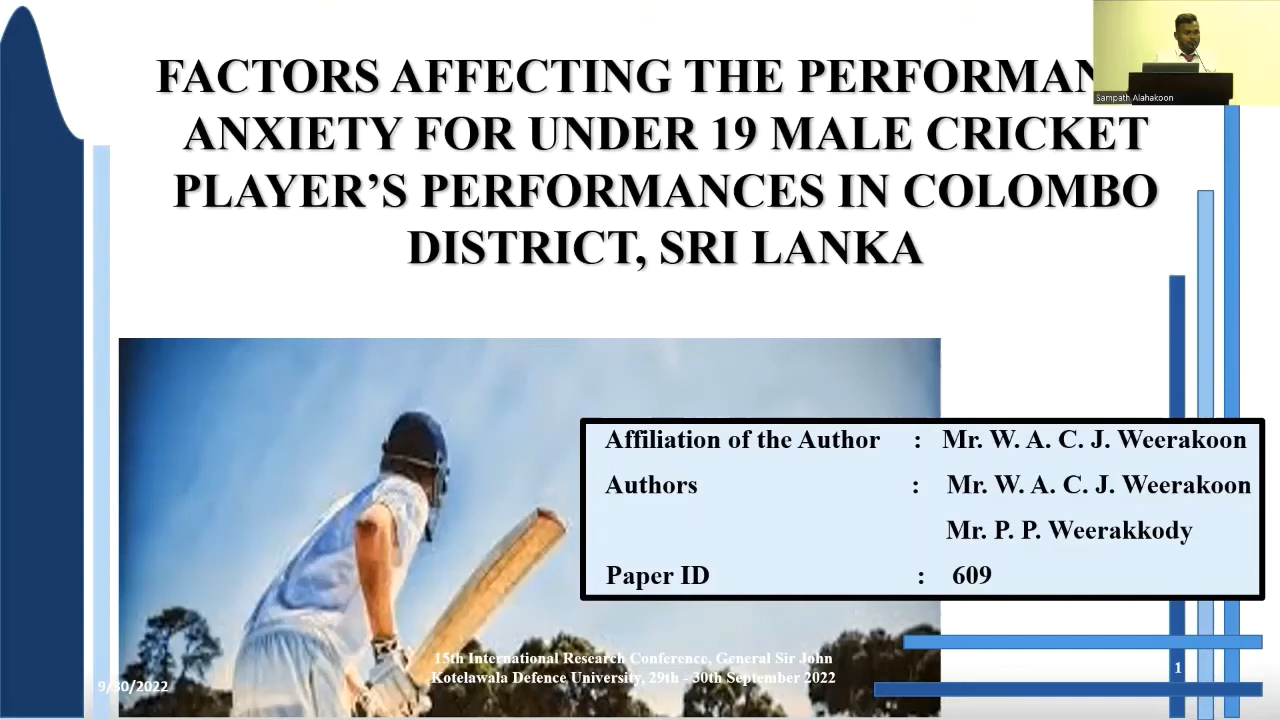 FACTORS AFFECTING THE PERFORMAN
ANXIETY FOR UNDER 19 MALE CRICKET
PLAYER’S PERFORMANCES IN COLOMBO
DISTRICT, SRI LANKA
Sampath Alahakoon
Affiliation of the Author : Mr. W. A. C. J. Weerakoon
Authors : Mr. W. A. C. J. Weerakoon
Mr. P. P. Weerakkody
Paper ID : 609
15th International Research Conference, General Sir John
Kotelawala Defence University, 29th - 30th September 2022
9/30/2022
1